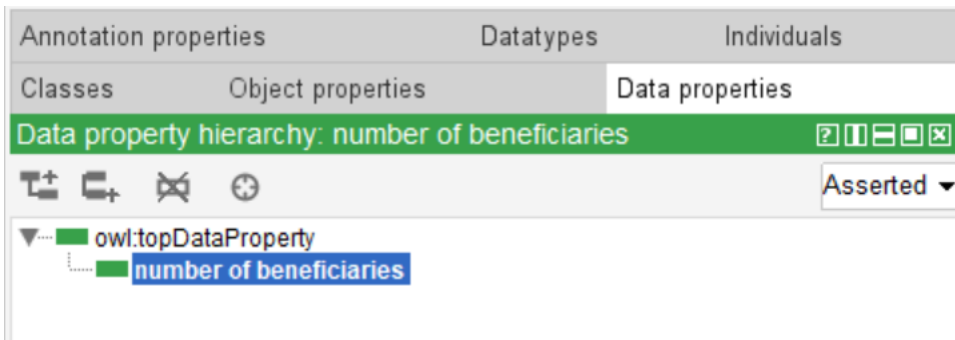 Annotation properties Datatypes Individuals
Classes Object properties Data properties
Data property hierarchy: number of beneficiaries
Asserted
owl:topDataProperty
number of beneficiaries